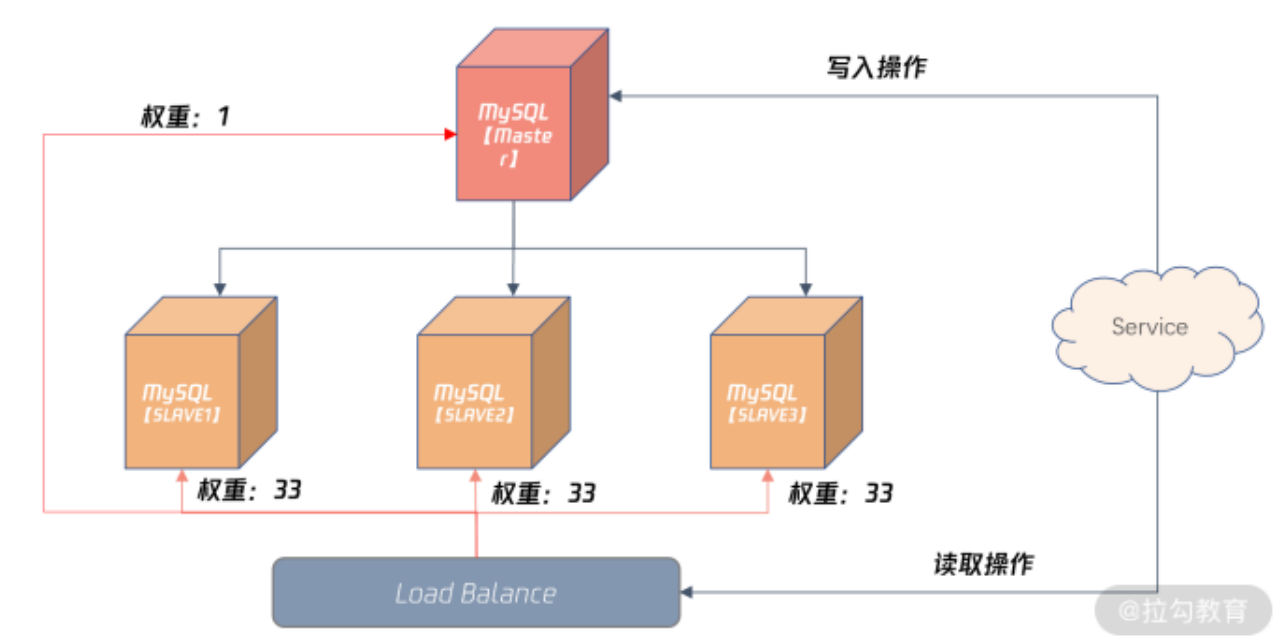 写入操作
权重：1
MySQL
【Maste
r】
Service
MySQL
【SLAVE1】
MySQL
【SLAVE2】
MySQL
【SLAVE3】
权重：33
权重：33
权重：33
读取操作
Load Balance
@拉勾教育